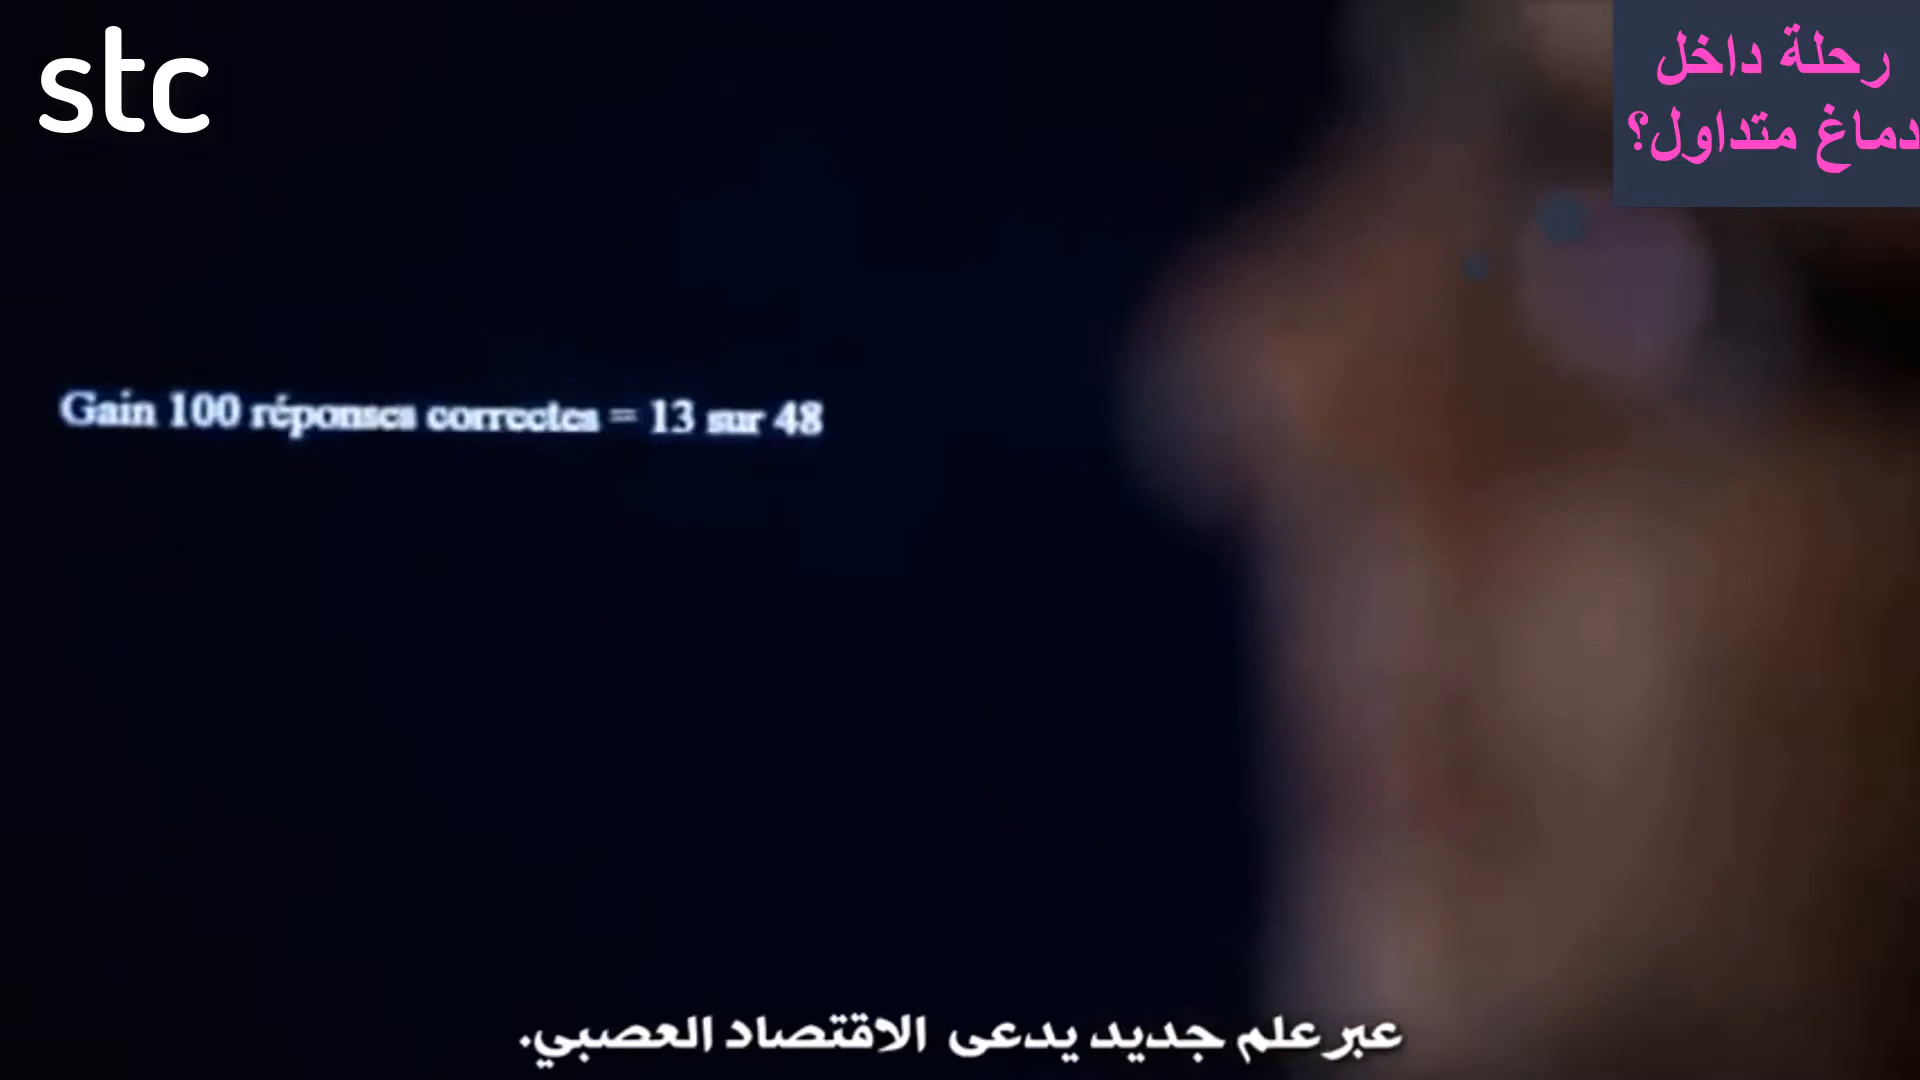 stc
رحلة داخل
دماغ متداول؟
Gain 100 réponses correctes = 13 sur 48
عبر علم جديد يدعى الاقتصاد العصبي.